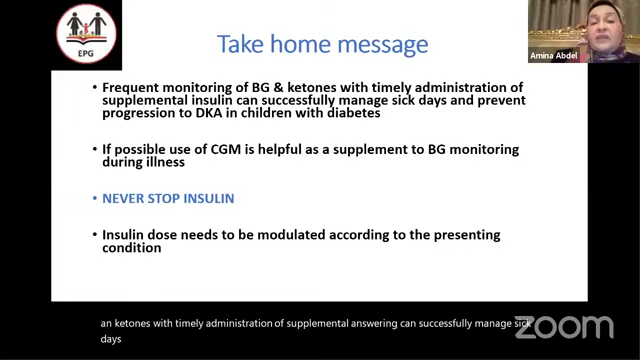 EPG
Take home message
Amina Abdel
• Frequent monitoring of BG & ketones with timely administration of
supplemental insulin can successfully manage sick days and prevent
progression to DKA in children with diabetes
• If possible use of CGM is helpful as a supplement to BG monitoring
during illness
• NEVER STOP INSULIN
• Insulin dose needs to be modulated according to the presenting
condition
an ketones with timely administration of supplemental answering can successfully manage sick
days
zoom